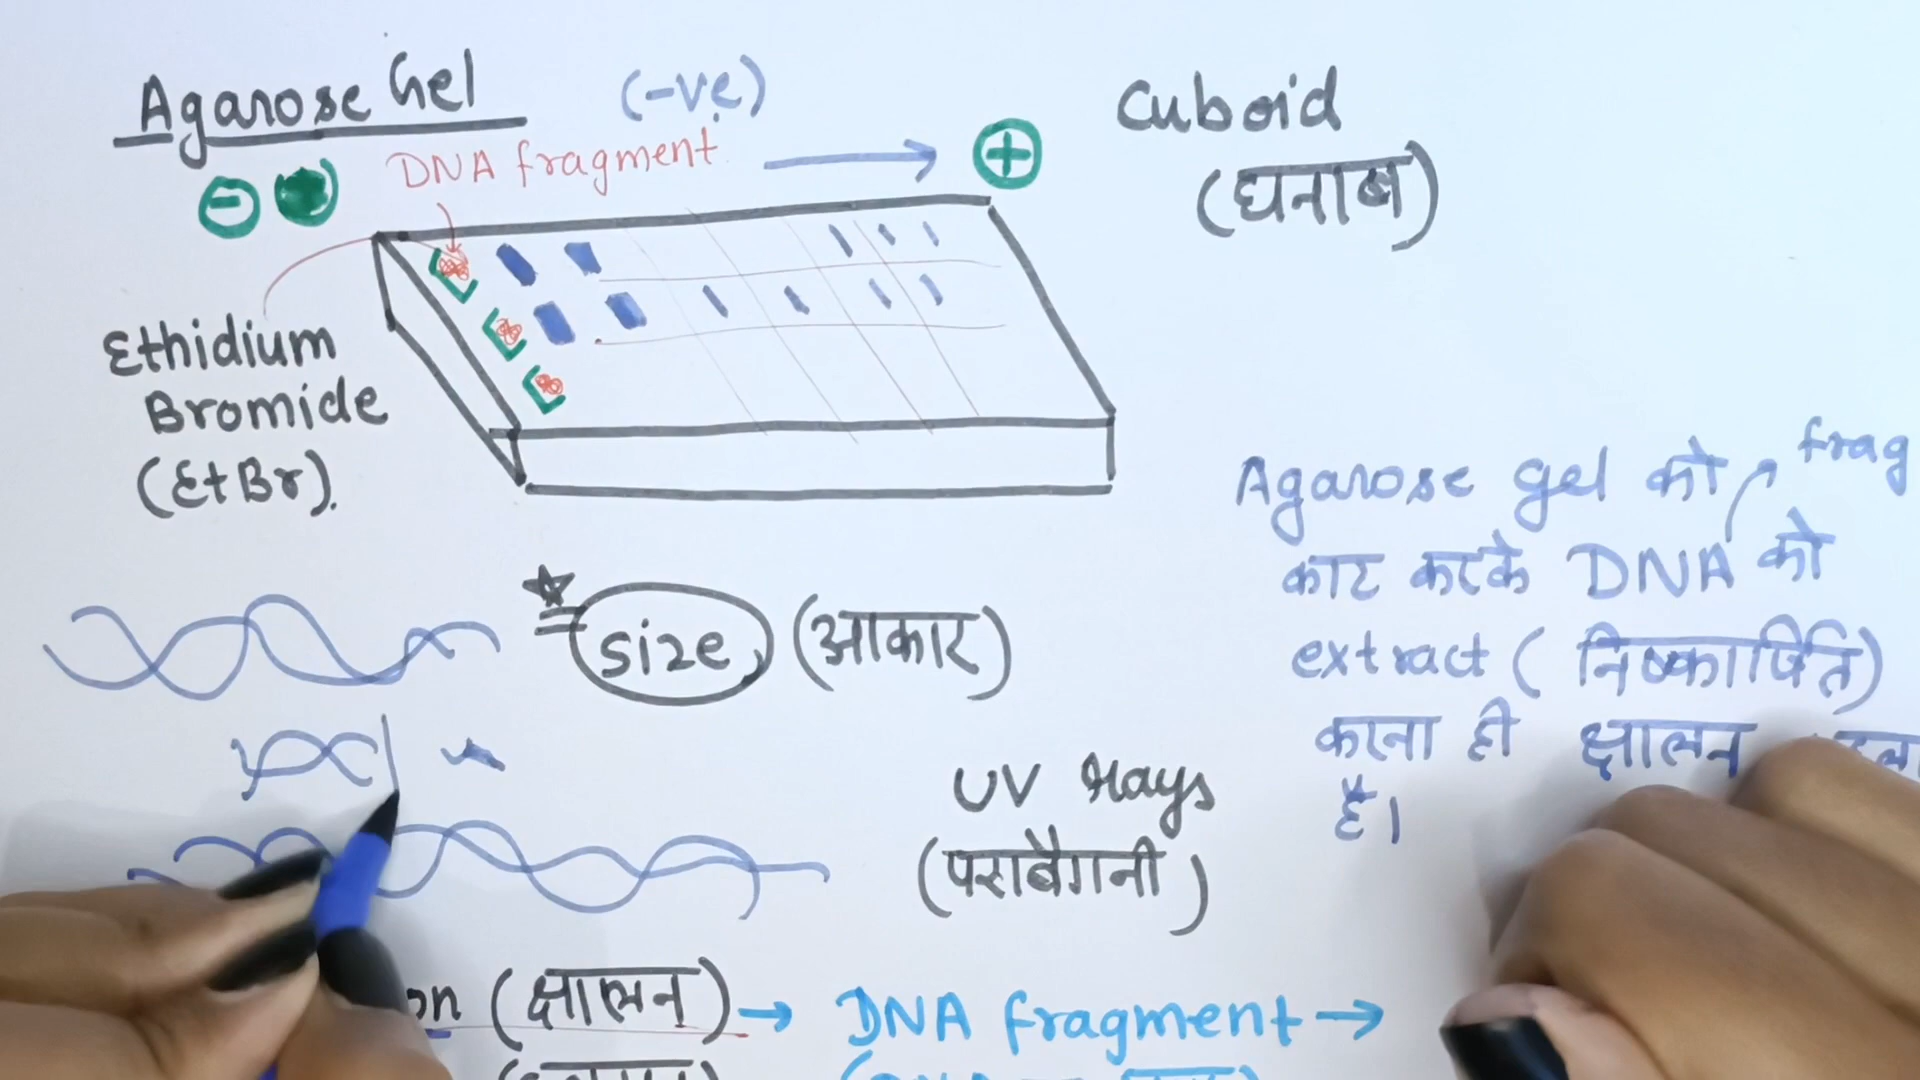 Agarose Gel
(-ve)
DNA fragment
− +
Cuboid
(घनाभ)
Ethidium
Bromide
(EtBr).
size, (आकार)
UV Rays
(पराबैगनी)
frag
Agarose gel को
काट करके DNA को
extract (निष्कार्षिति)
करना ही क्षालन
है।
on (क्षालन) → DNA fragment →